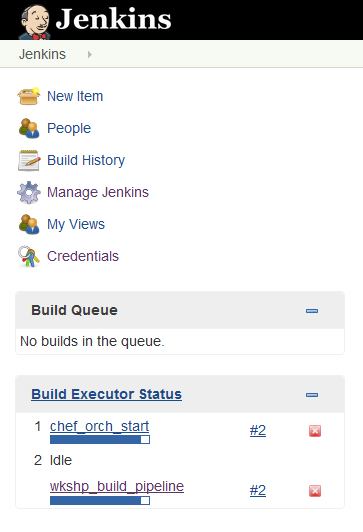 Jenkins
Jenkins
New Item
People
Build History
Manage Jenkins
My Views
Credentials
Build Queue
No builds in the queue.
Build Executor Status
1 chef_orch_start #2
2 Idle
wkshp_build_pipeline #2